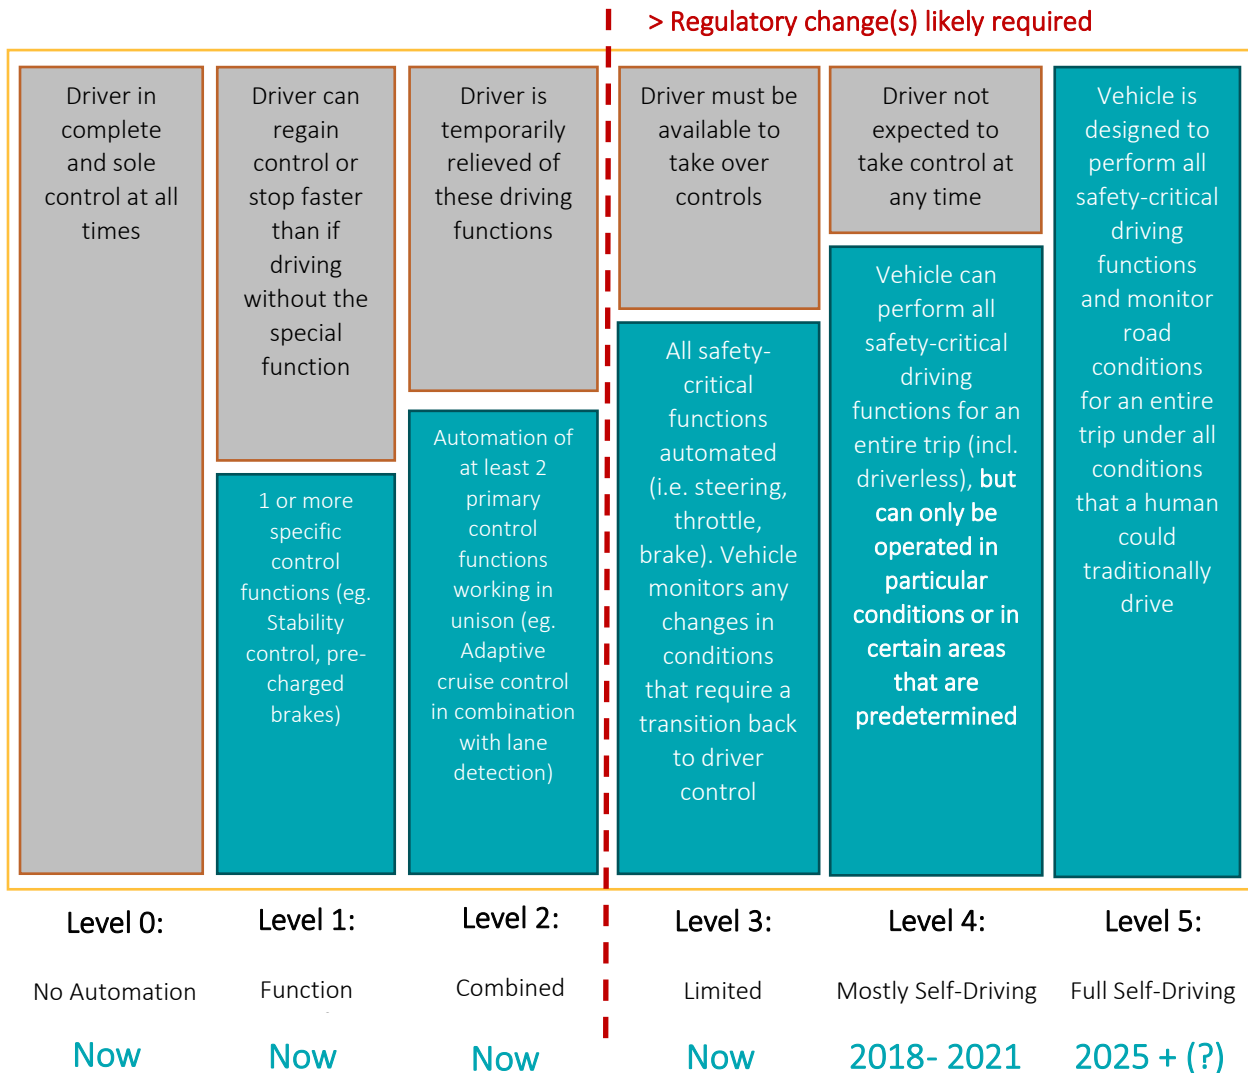 > Regulatory change(s) likely required
Driver in
complete
and sole
control at all
times
Driver can
regain
control or
stop faster
than if
driving
without the
special
function
1 or more
specific
control
functions (eg.
Stability
control, pre-
charged
brakes)
Driver is
temporarily
relieved of
these driving
functions
Automation of
at least 2
primary
control
functions
working in
unison (eg.
Adaptive
cruise control
in combination
with lane
detection)
Driver must be
available to
take over
controls
All safety-
critical
functions
automated
(i.e. steering,
throttle,
brake). Vehicle
monitors any
changes in
conditions
that require a
transition back
to driver
control
Driver not
expected to
take control at
any time
Vehicle can
perform all
safety-critical
driving
functions for an
entire trip (incl.
driverless), but
can only be
operated in
particular
conditions or in
certain areas
that are
predetermined
Vehicle is
designed to
perform all
safety-critical
driving
functions
and monitor
road
conditions
for an entire
trip under all
conditions
that a human
could
traditionally
drive
Level 0:
No Automation
Now
Level 1:
Function
Now
Level 2:
Combined
Now
Level 3:
Limited
Now
Level 4:
Mostly Self-Driving
2018- 2021
Level 5:
Full Self-Driving
2025 + (?)